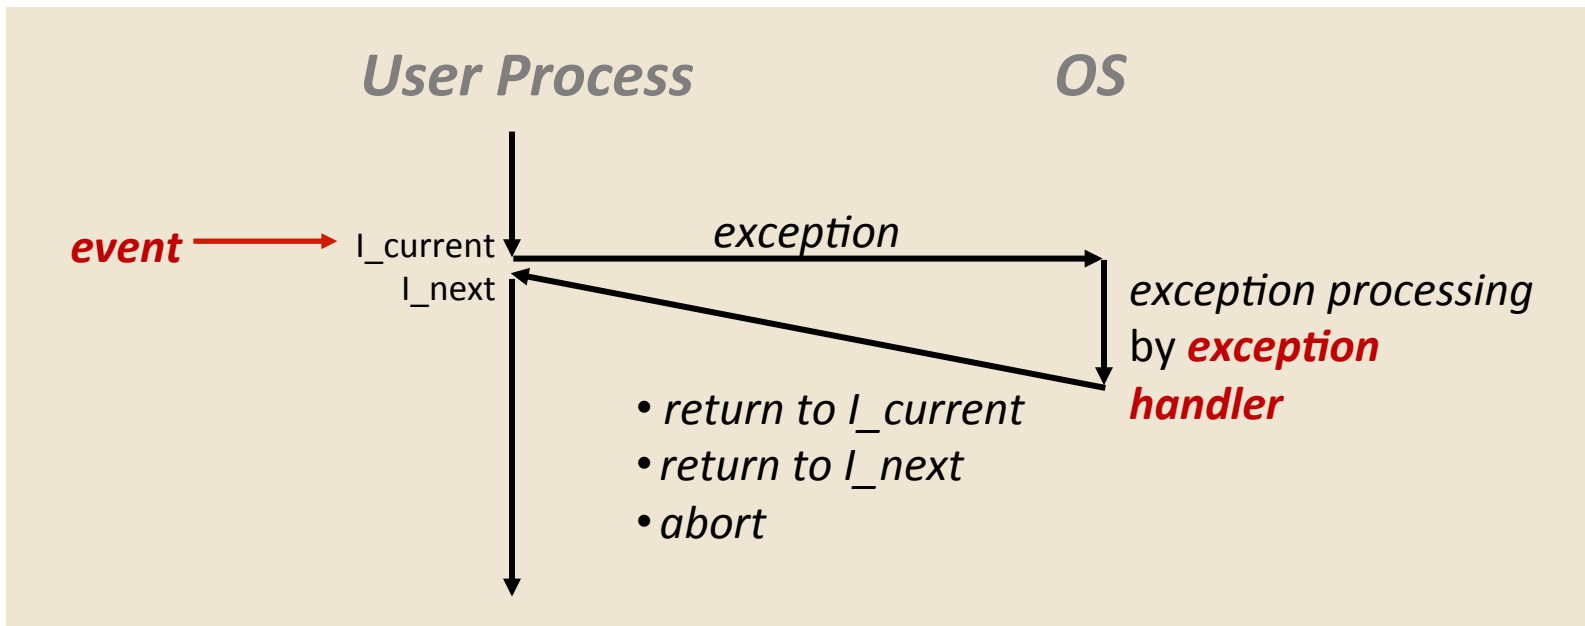 User Process
OS
event
I_current
exception
I_next
exception processing
by exception
handler
• return to I_current
• return to I_next
• abort